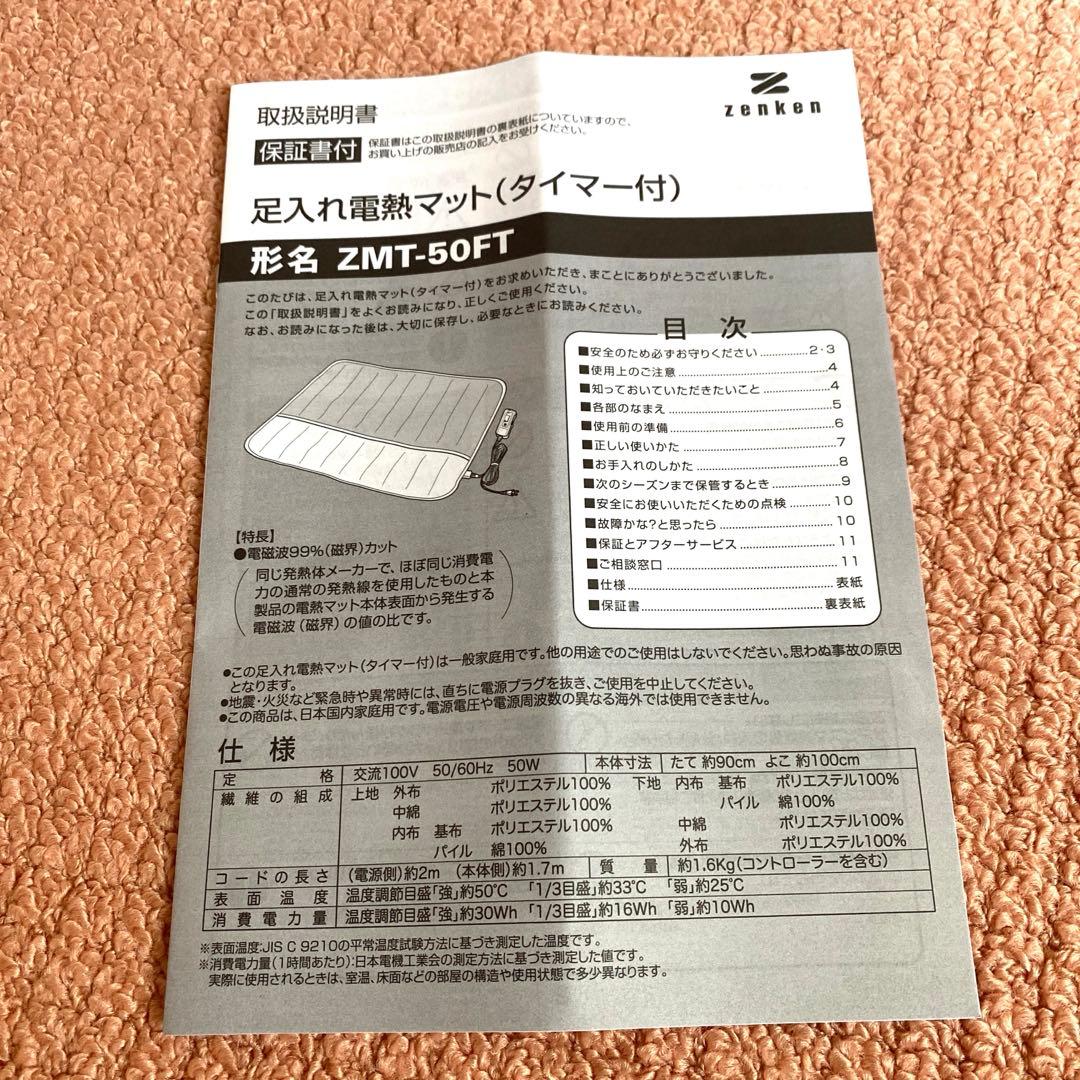 取扱説明書
zenken
保証書付
保証書はこの取扱説明書の裏表紙についていますので、
お買い上げの販売店の記入をお受けください。
足入れ電熱マット(タイマー付)
形名 ZMT-50FT
このたびは、足入れ電熱マット(タイマー付)をお求めいただき、まことにありがとうございました。
この「取扱説明書」をよくお読みになり、正しくご使用ください。
なお、お読みになった後は、大切に保存し、必要なときにお読みください。
目 次
■安全のため必ずお守りください……………2・3
■使用上のご注意……………4
■知っておいていただきたいこと……………4
■各部のなまえ……………5
■使用前の準備……………6
■正しい使いかた……………7
■お手入れのしかた……………8
■次のシーズンまで保管するとき……………9
■安全にお使いいただくための点検……………10
■故障かな?と思ったら……………10
■保証とアフターサービス……………11
■ご相談窓口……………11
■仕様……………表紙
■保証書……………裏表紙
【特長】
●電磁波99%(磁界)カット
(同じ発熱体メーカーで、ほぼ同じ消費電
力の通常の発熱線を使用したものと本
製品の電熱マット本体表面から発生する
電磁波(磁界)の値の比です。)
●この足入れ電熱マット(タイマー付)は一般家庭用です。他の用途でのご使用はしないでください。思わぬ事故の原因
となります。
●地震・火災など緊急時や異常時には、直ちに電源プラグを抜き、ご使用を中止してください。
●この商品は、日本国内家庭用です。電源電圧や電源周波数の異なる海外では使用できません。
仕 様
定 格 交流100V 50/60Hz 50W 本体寸法 たて 約90cm よこ 約100cm
繊維の組成 上地 外布 ポリエステル100% 下地 内布 基布 ポリエステル100%
中綿 ポリエステル100% パイル 綿100%
内布 基布 ポリエステル100% 中綿 ポリエステル100%
パイル 綿100% 外布 ポリエステル100%
コードの長さ (電源側)約2m (本体側)約1.7m 質 量 約1.6Kg(コントローラーを含む)
表面温度 温度調節目盛「強」約50℃ 「1/3目盛」約33℃ 「弱」約25℃
消費電力量 温度調節目盛「強」約30Wh 「1/3目盛」約16Wh 「弱」約10Wh
※表面温度:JIS C 9210の平常温度試験方法に基づき測定した温度です。
※消費電力量(1時間あたり):日本電機工業会の測定方法に基づき測定した値です。
実際に使用されるときは、室温、床面などの部屋の構造や使用状態で多少異なります。